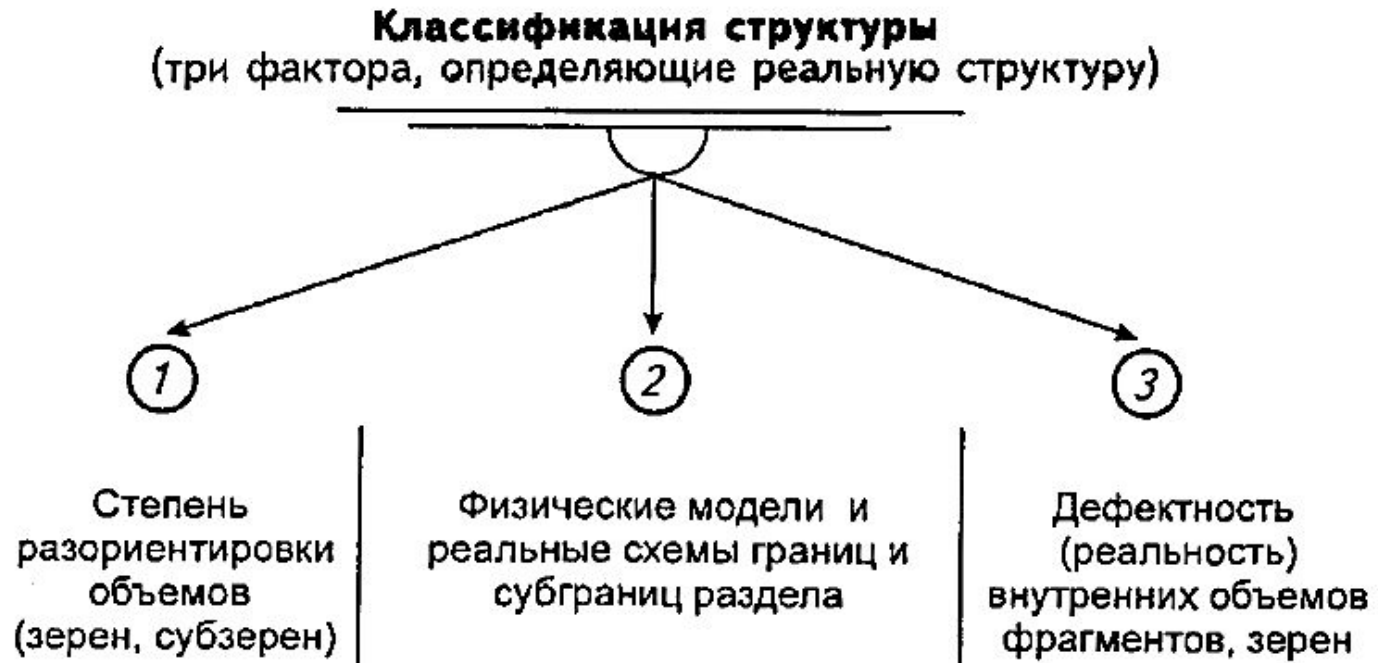 Классификация структуры
(три фактора, определяющие реальную структуру)
1
2
3
Степень
разориентировки
объемов
(зерен, субзерен)
Физические модели и
реальные схемы границ и
субграниц раздела
Дефектность
(реальность)
внутренних объемов
фрагментов, зерен